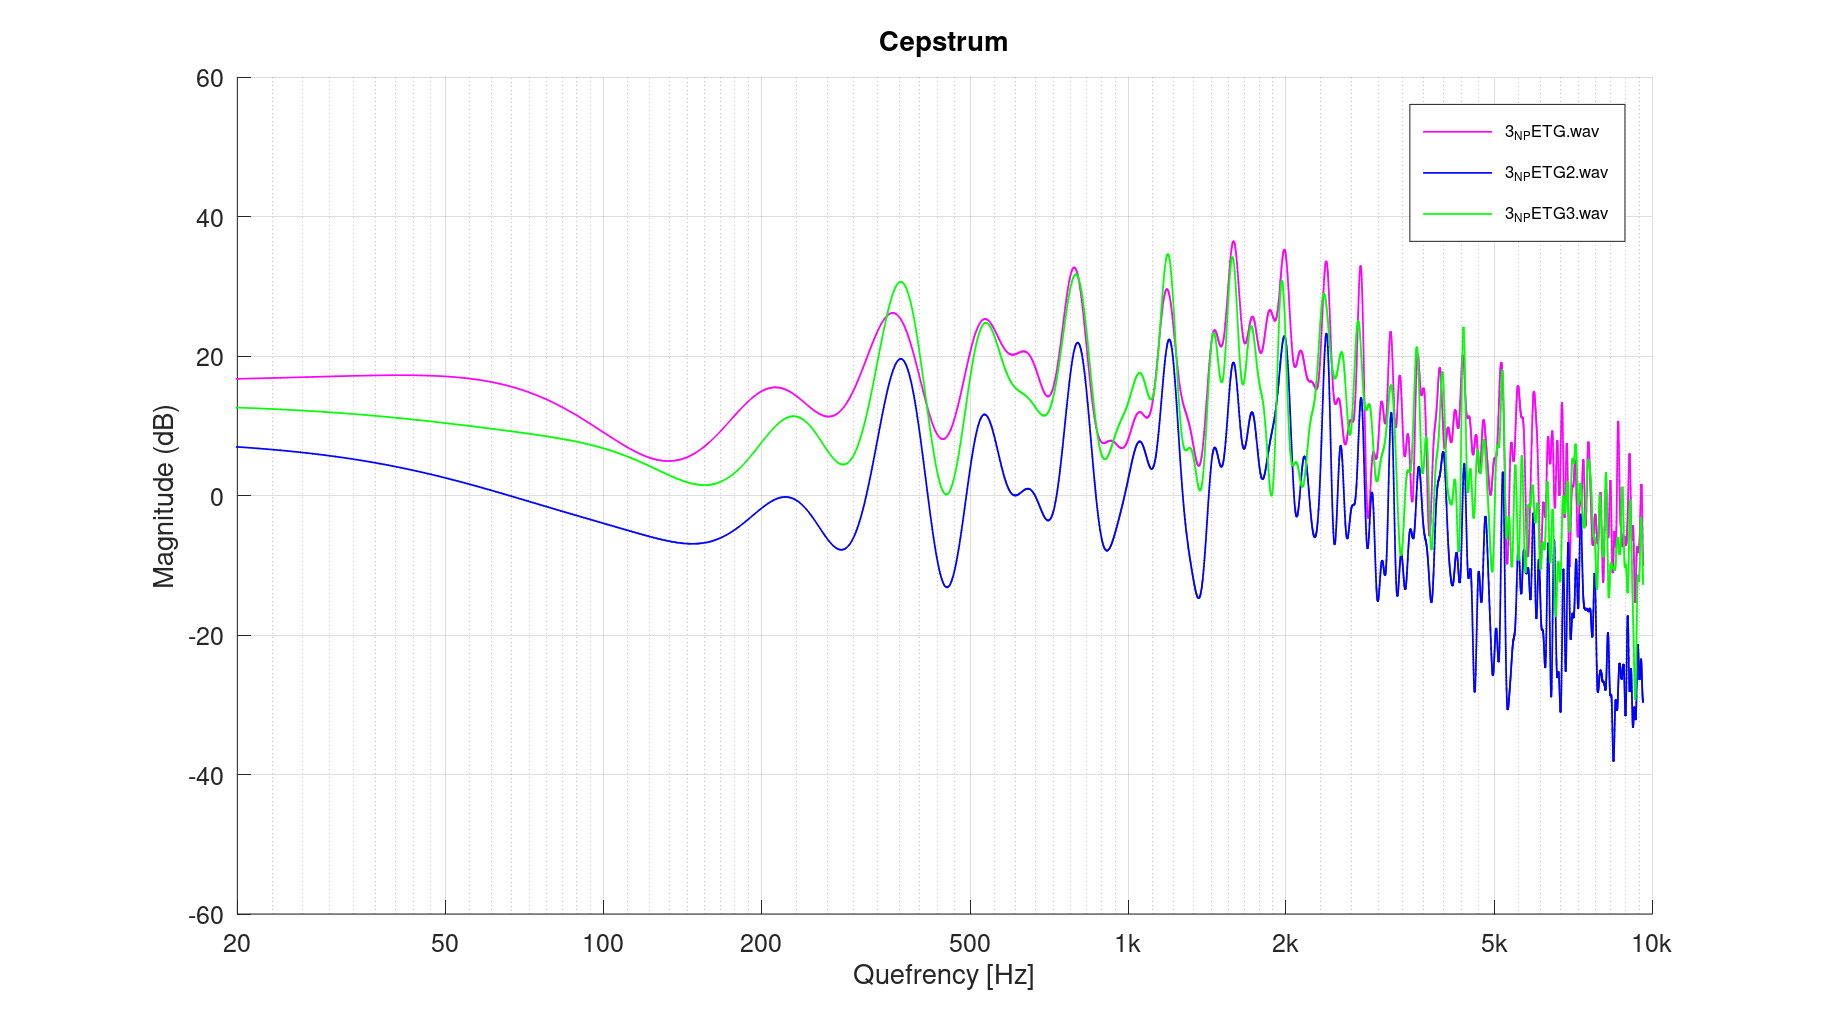 Cepstrum
60
40
20
0
-20
-40
-60
Magnitude (dB)
3NPETG.wav
3NPETG2.wav
3NPETG3.wav
20 50 100 200 500 1k 2k 5k 10k
Quefrency [Hz]